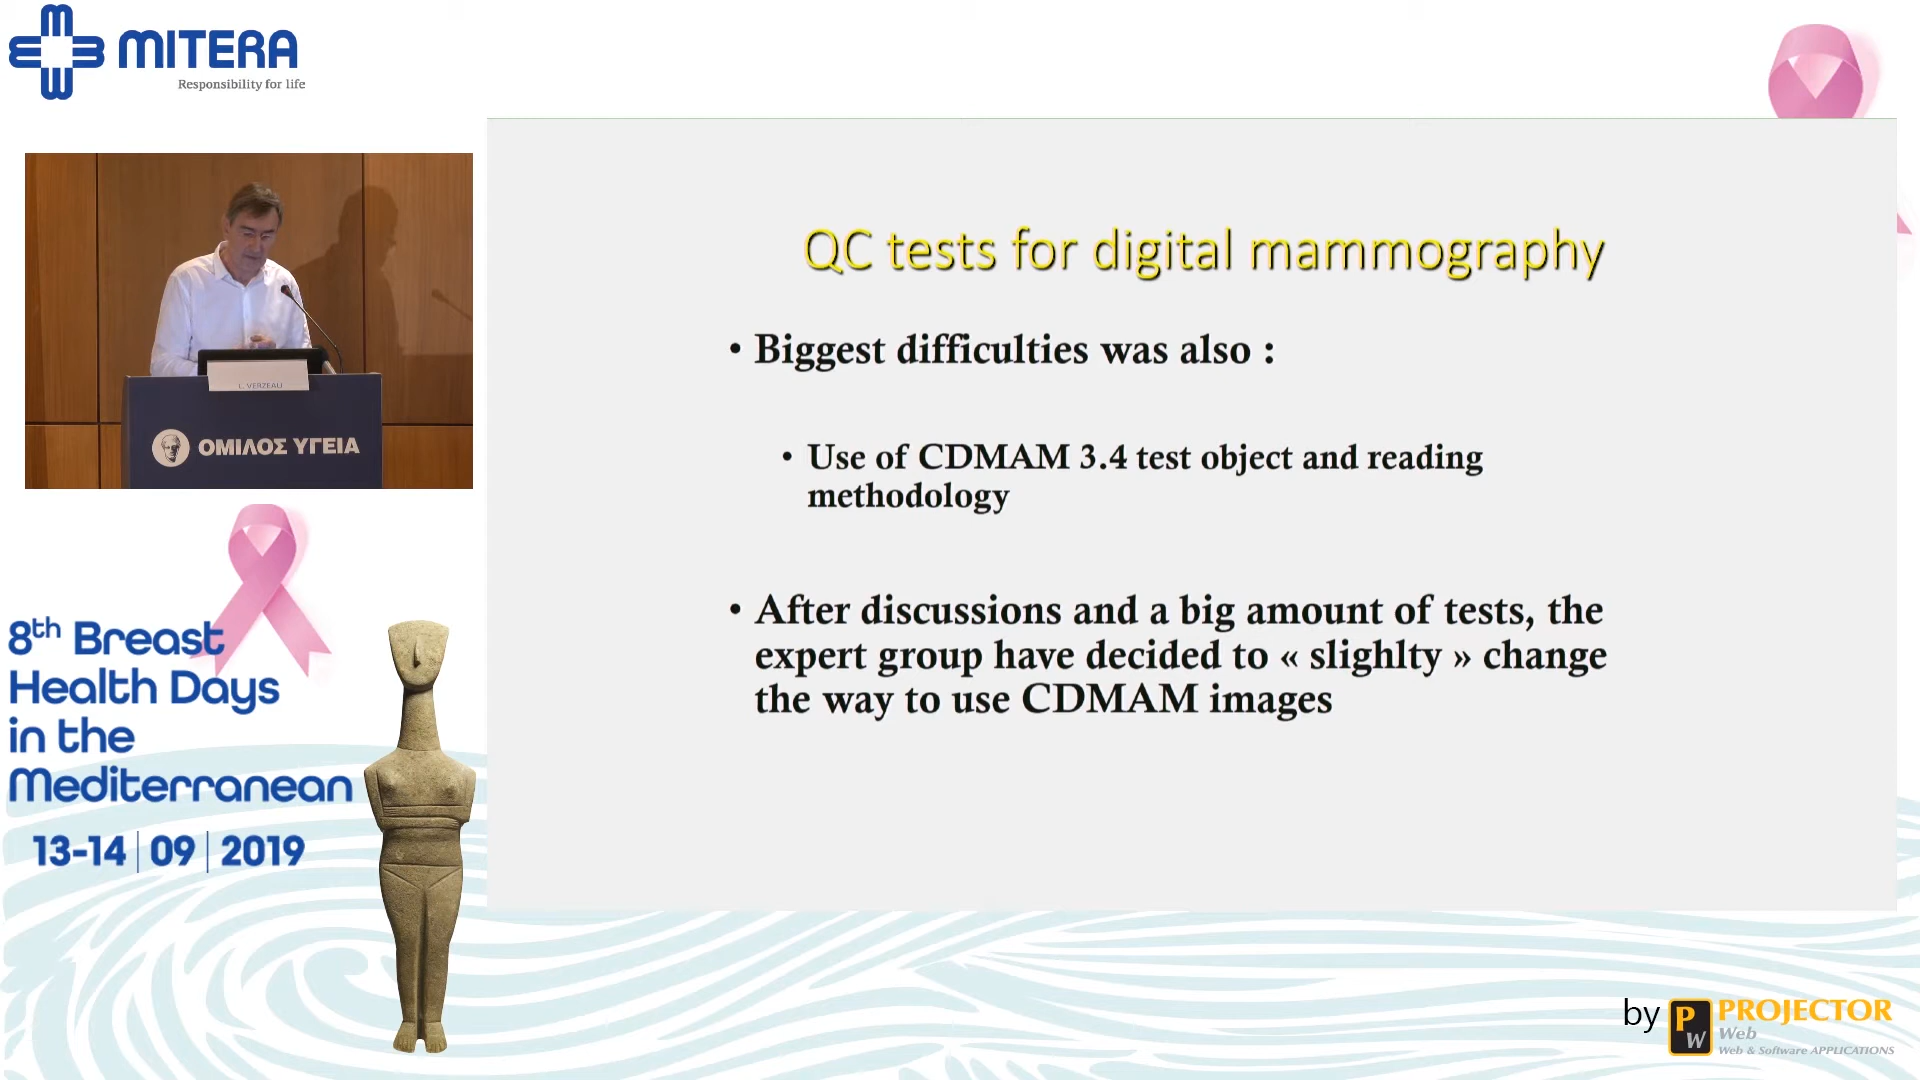 MITERA
Responsibility for life
L. VERZEAU
ΟΜΙΛΟΣ ΥΓΕΙΑ
8th Breast
Health Days
in the
Mediterranean
13-14 | 09 | 2019
QC tests for digital mammography
• Biggest difficulties was also :
• Use of CDMAM 3.4 test object and reading
methodology
• After discussions and a big amount of tests, the
expert group have decided to « slighlty » change
the way to use CDMAM images
by PW PROJECTOR
Web
Web & Software APPLICATIONS